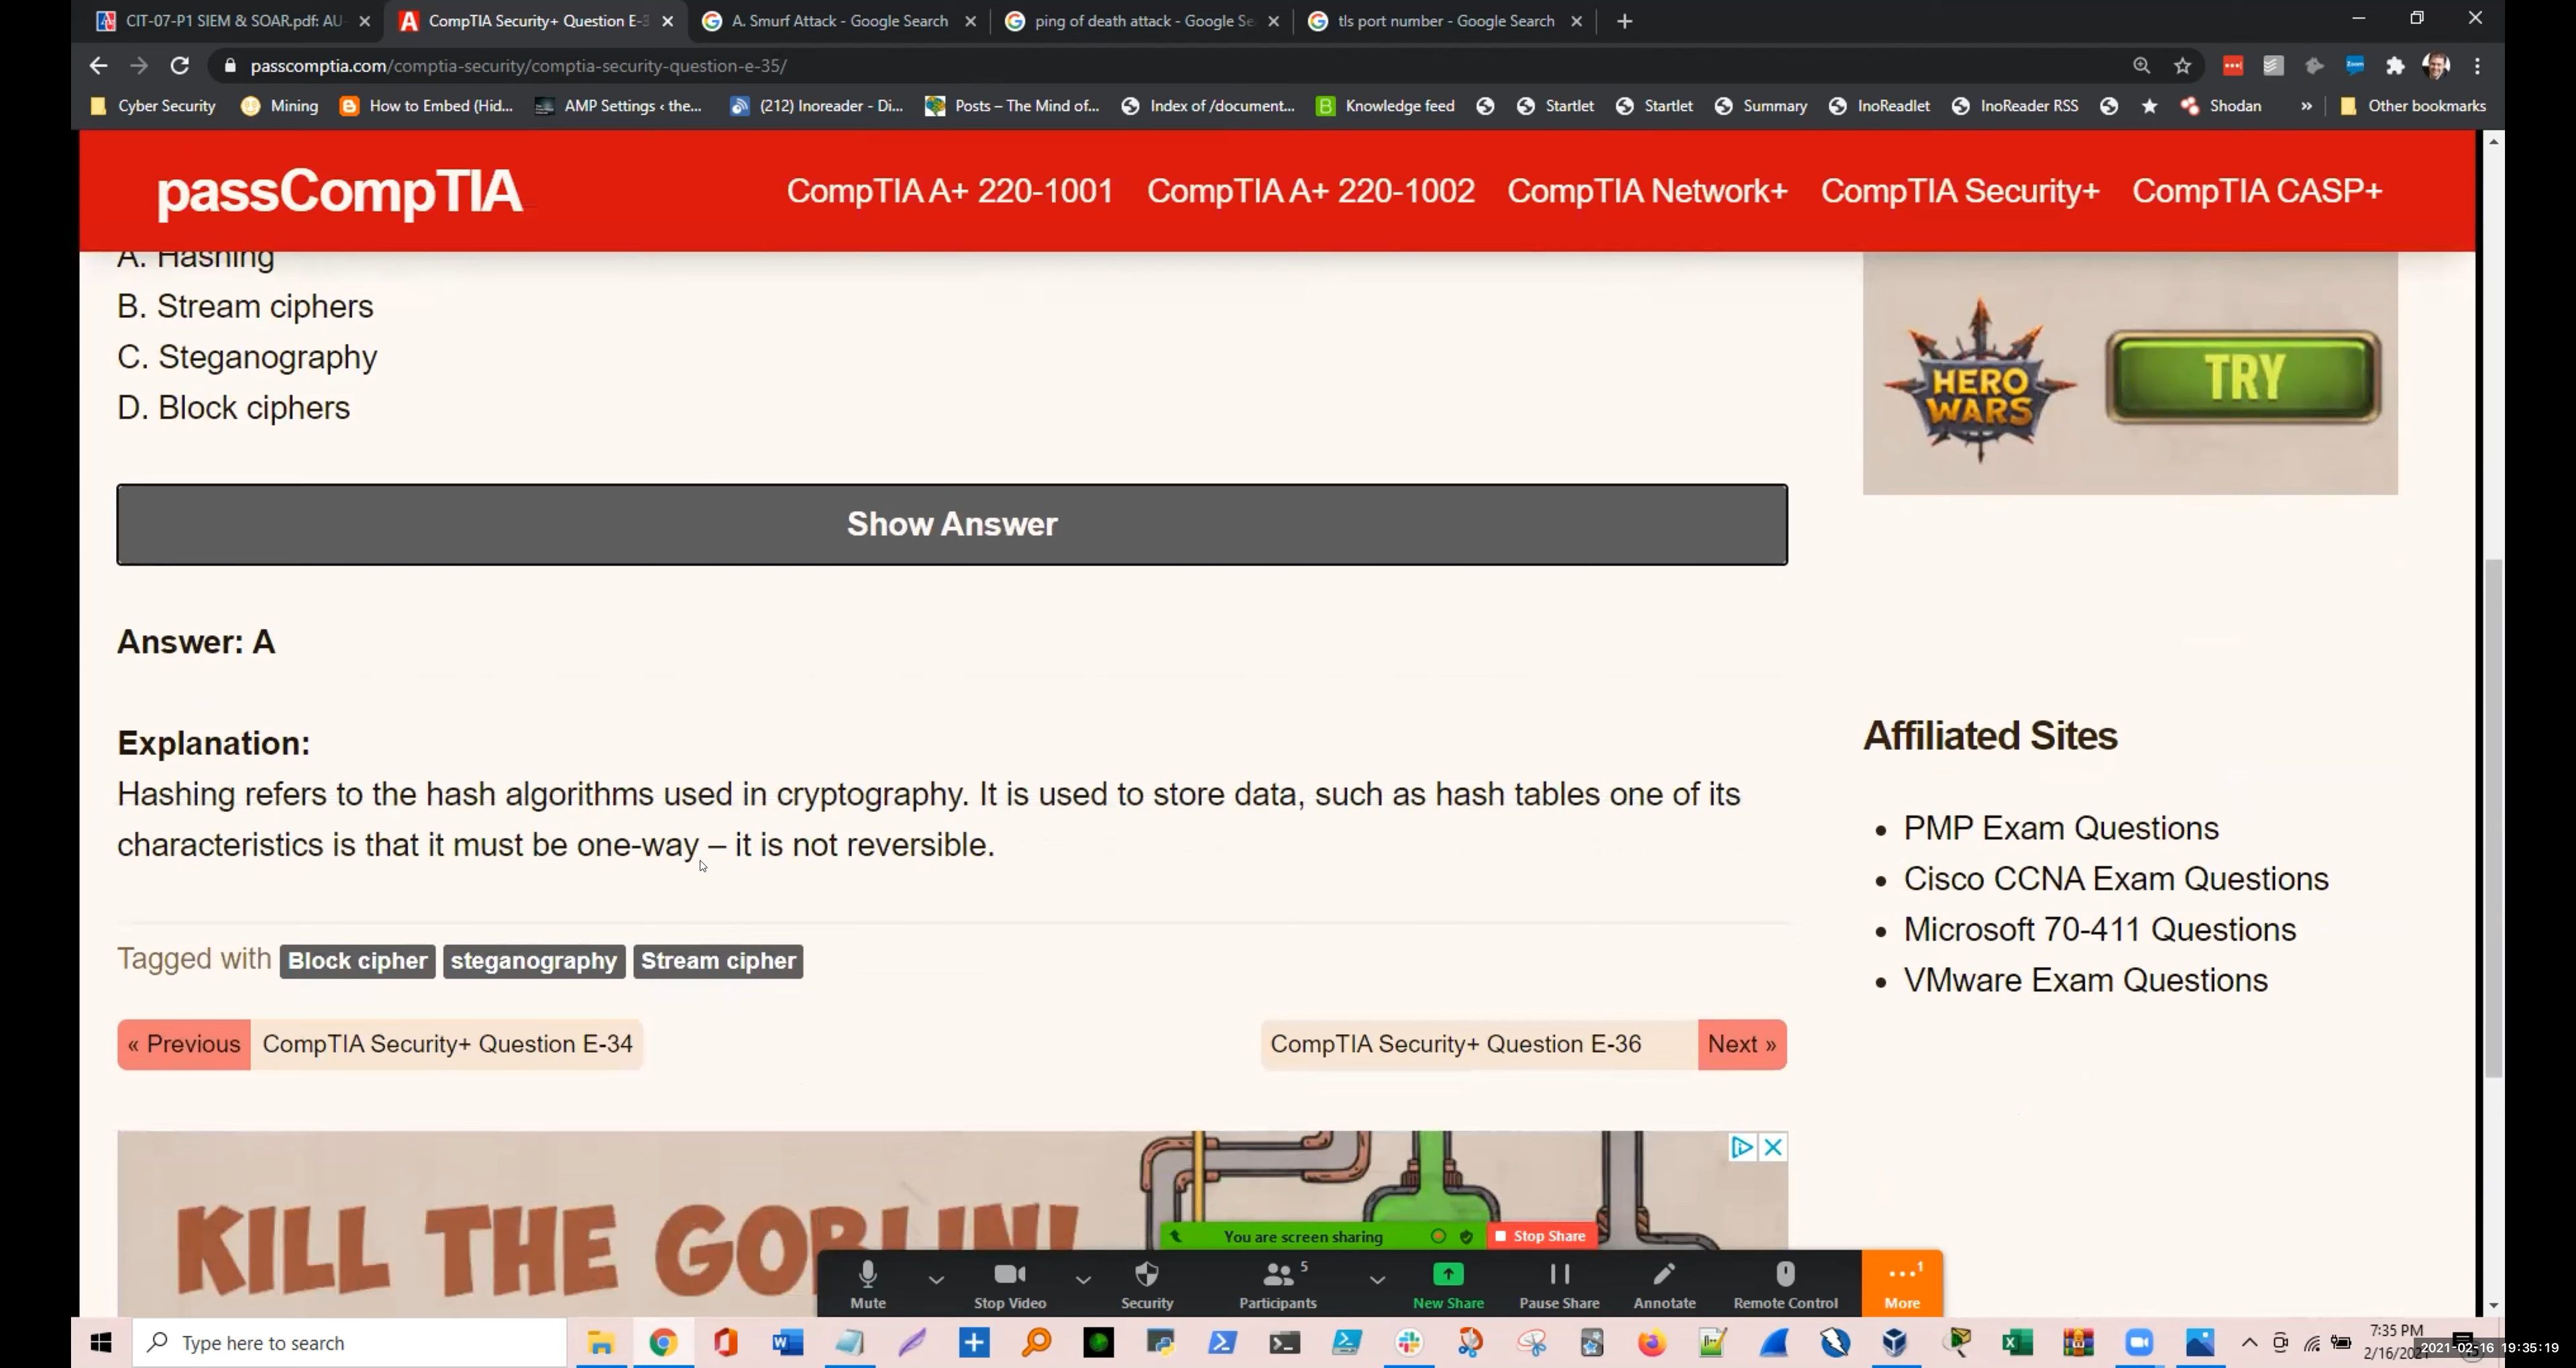 CIT-07-P1 SIEM & SOAR.pdf: AU-
CompTIA Security+ Question E-3
A. Smurf Attack - Google Search
ping of death attack - Google Se
tls port number - Google Search
passcomptia.com/comptia-security/comptia-security-question-e-35/
Cyber Security
Mining
How to Embed (Hid...
AMP Settings ‹ the...
(212) Inoreader - Di...
Posts – The Mind of...
Index of /document...
Knowledge feed
Startlet
Startlet
Summary
InoReadlet
InoReader RSS
Shodan
»
Other bookmarks
passCompTIA
CompTIA A+ 220-1001
CompTIA A+ 220-1002
CompTIA Network+
CompTIA Security+
CompTIA CASP+
A. Hashing
B. Stream ciphers
C. Steganography
D. Block ciphers
HERO
WARS
TRY
Show Answer
Answer: A
Explanation:
Hashing refers to the hash algorithms used in cryptography. It is used to store data, such as hash tables one of its
characteristics is that it must be one-way – it is not reversible.
Affiliated Sites
• PMP Exam Questions
• Cisco CCNA Exam Questions
• Microsoft 70-411 Questions
• VMware Exam Questions
Tagged with Block cipher steganography Stream cipher
« Previous CompTIA Security+ Question E-34
CompTIA Security+ Question E-36 Next »
KILL THE GOBLIN!
You are screen sharing
Stop Share
Mute
Stop Video
Security
5
Participants
New Share
Pause Share
Annotate
Remote Control
1
More
Type here to search
7:35 PM
2/16/202
2021-02-16 19:35:19